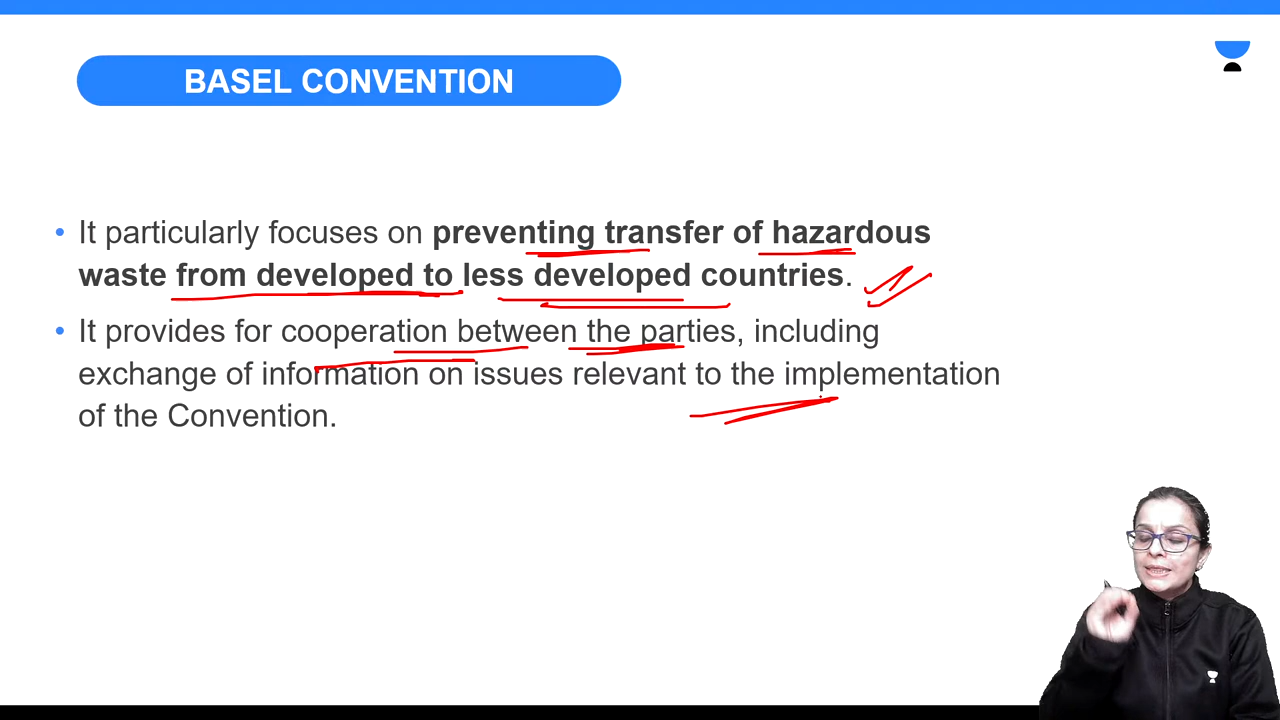 BASEL CONVENTION
• It particularly focuses on preventing transfer of hazardous
waste from developed to less developed countries.
• It provides for cooperation between the parties, including
exchange of information on issues relevant to the implementation
of the Convention.